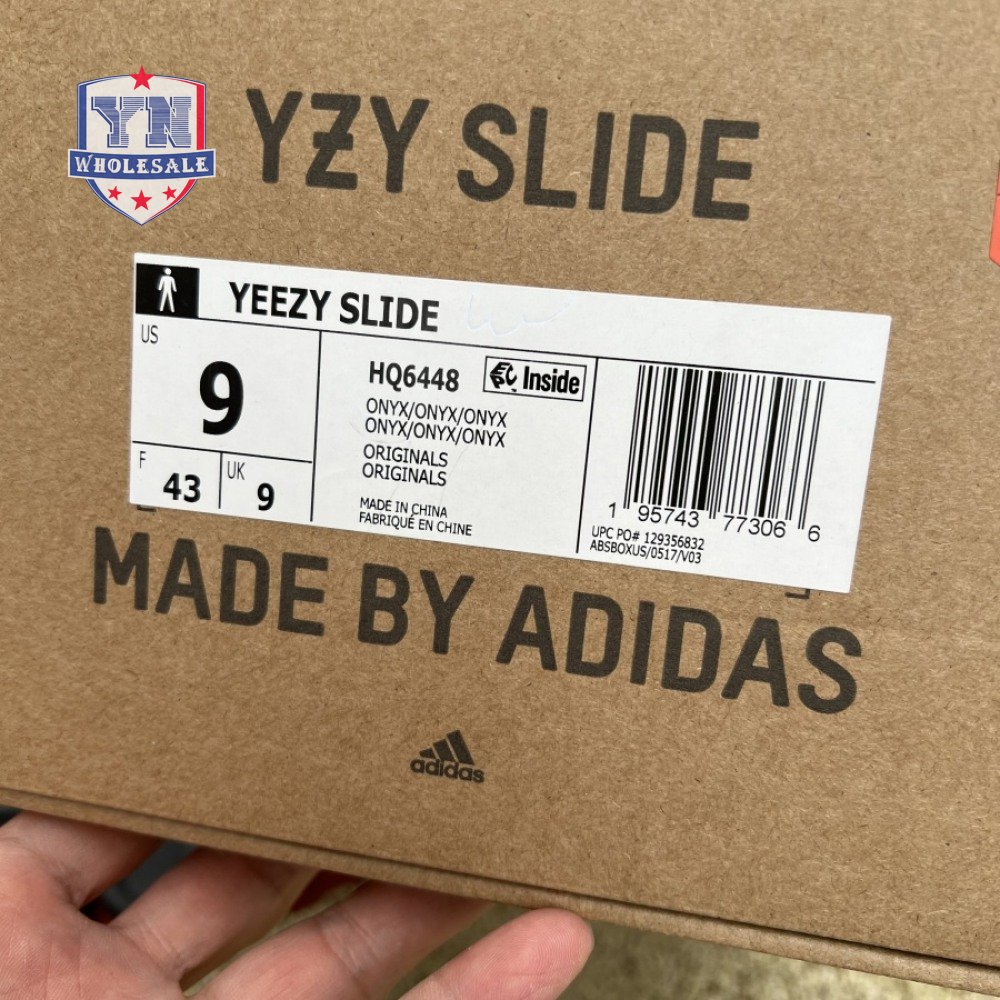 YN
WHOLESALE
YZY SLIDE
YEEZY SLIDE
US
9
F
43
UK
9
HQ6448
Inside
ONYX/ONYX/ONYX
ONYX/ONYX/ONYX
ORIGINALS
ORIGINALS
MADE IN CHINA
FABRIQUÉ EN CHINE
1 95743 77306 6
UPC PO# 129356832
ABSBOXUS/0517/V03
MADE BY ADIDAS
adidas